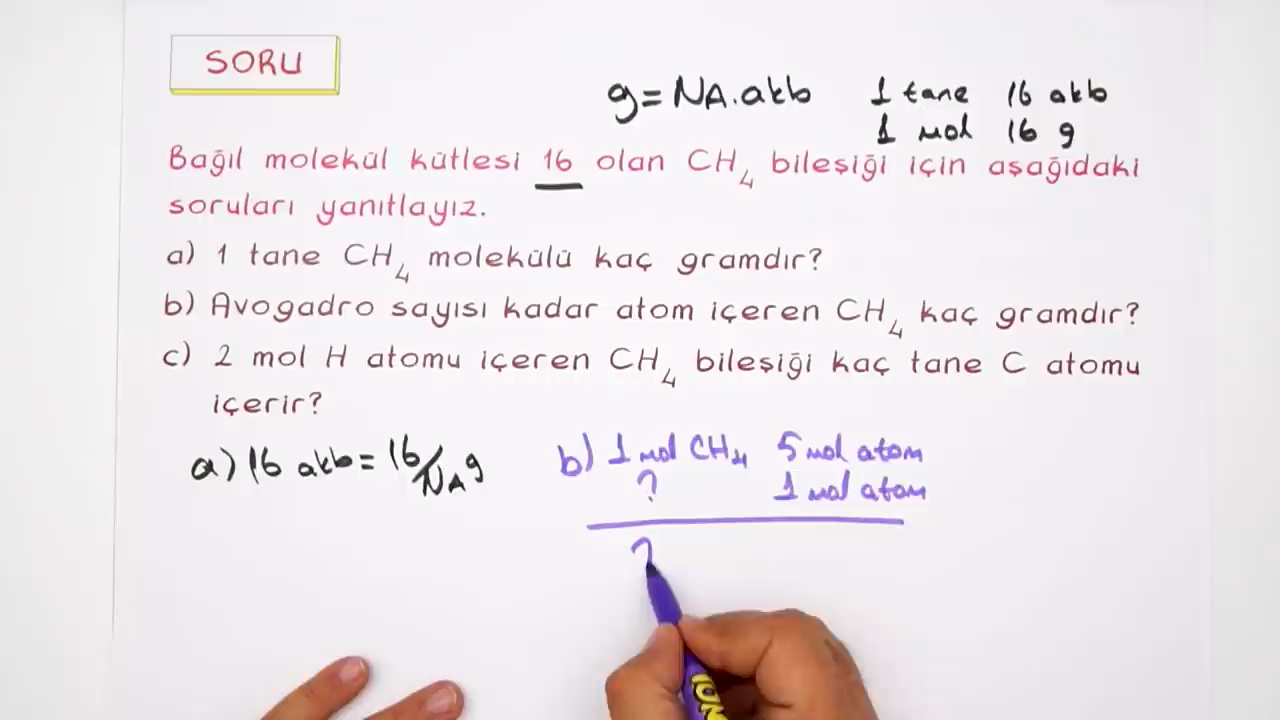 SORU
g = NA.akb
1 tane 16 akb
1 mol 16 g
Bağıl molekül kütlesi 16 olan CH4 bileşiği için aşağıdaki
soruları yanıtlayız.
a) 1 tane CH4 molekülü kaç gramdır?
b) Avogadro sayısı kadar atom içeren CH4 kaç gramdır?
c) 2 mol H atomu içeren CH4 bileşiği kaç tane C atomu
içerir?
a) 16 akb = 16/NA g
b) 1 mol CH4 5 mol atom
? 1 mol atom
?